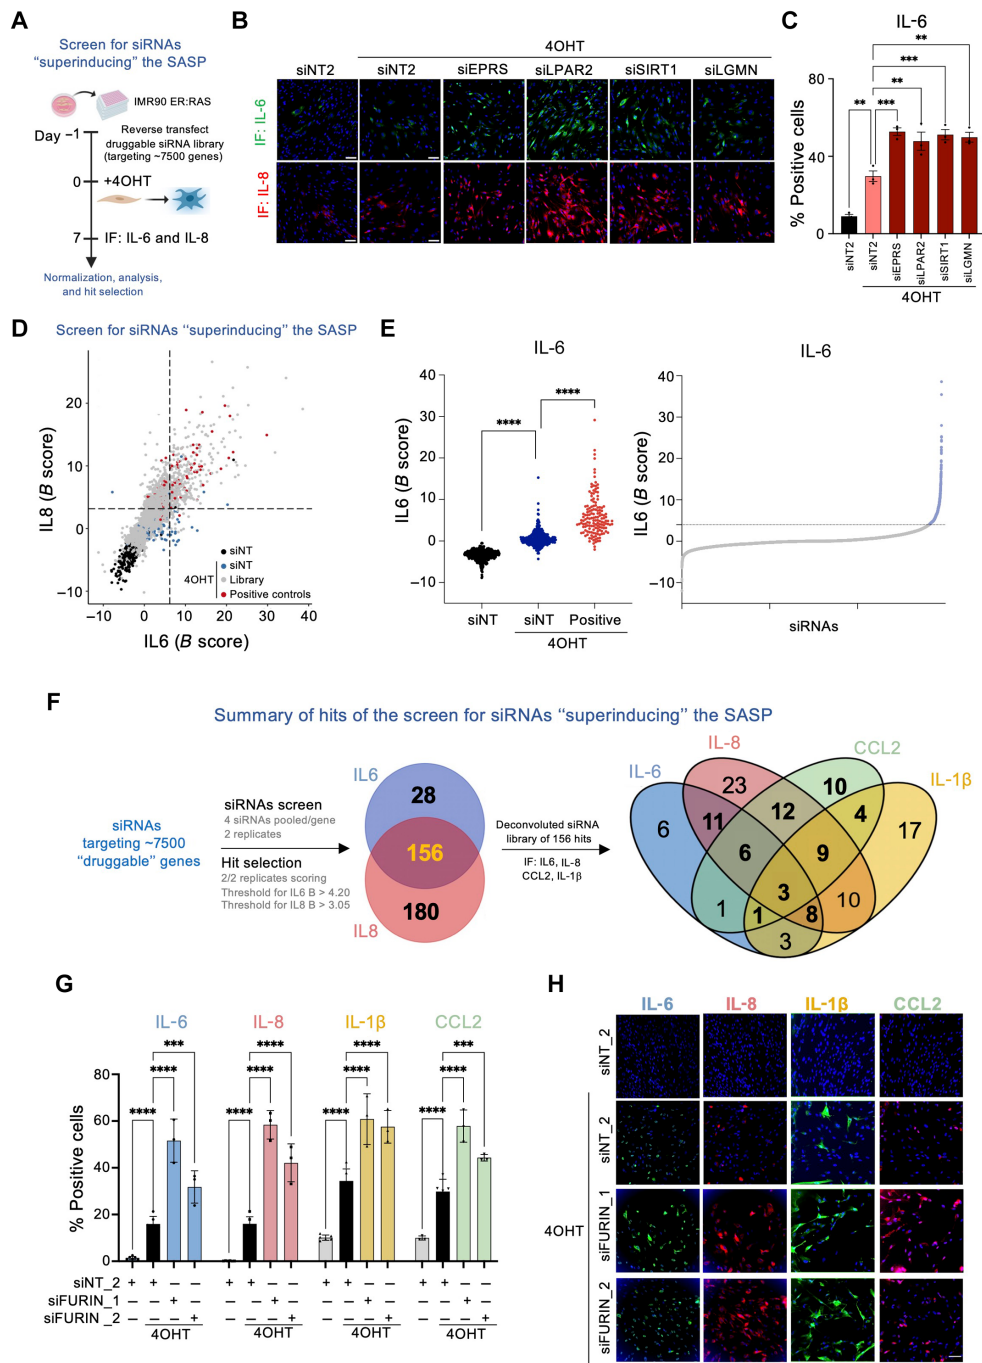 A
Screen for siRNAs
“superinducing” the SASP
IMR90 ER:RAS
Day −1
Reverse transfect
druggable siRNA library
(targeting ~7500 genes)
0
+4OHT
7
IF: IL-6 and IL-8
Normalization, analysis,
and hit selection
B
4OHT
siNT2
siNT2
siEPRS
siLPAR2
siSIRT1
siLGMN
IF: IL-6
IF: IL-8
C
IL-6
**
***
**
** ***
80
40
0
% Positive cells
siNT2
siNT2
siEPRS
siLPAR2
siSIRT1
siLGMN
4OHT
D
Screen for siRNAs “superinducing” the SASP
20
10
0
−10
IL8 (B score)
siNT
siNT
4OHT
Library
Positive controls
−10 0 10 20 30 40
IL6 (B score)
E
IL-6
****
****
40
30
20
10
0
−10
IL6 (B score)
siNT
siNT
Positive
4OHT
IL-6
40
30
20
10
0
−10
IL6 (B score)
siRNAs
F
Summary of hits of the screen for siRNAs “superinducing” the SASP
siRNAs
targeting ~7500
“druggable” genes
siRNAs screen
4 siRNAs pooled/gene
2 replicates
Hit selection
2/2 replicates scoring
Threshold for IL6 B > 4.20
Threshold for IL8 B > 3.05
IL6
28
156
180
IL8
Deconvoluted siRNA
library of 156 hits
IF: IL6, IL-8
CCL2, IL-1β
IL-6
IL-8
CCL2
IL-1β
23
10
6
11
12
4
17
6
9
3
1
1
8
10
3
G
IL-6
IL-8
IL-1β
CCL2
***
****
****
****
****
****
****
****
****
***
****
****
80
60
40
20
0
% Positive cells
siNT_2 + + − − + + − − + + − − + + − −
siFURIN_1 − − + − − − + − − − + − − − + −
siFURIN _2 − − − + − − − + − − − + − − − +
4OHT
4OHT
4OHT
4OHT
H
IL-6
IL-8
IL-1β
CCL2
siNT_2
siNT_2
siFURIN_1
siFURIN_2
4OHT